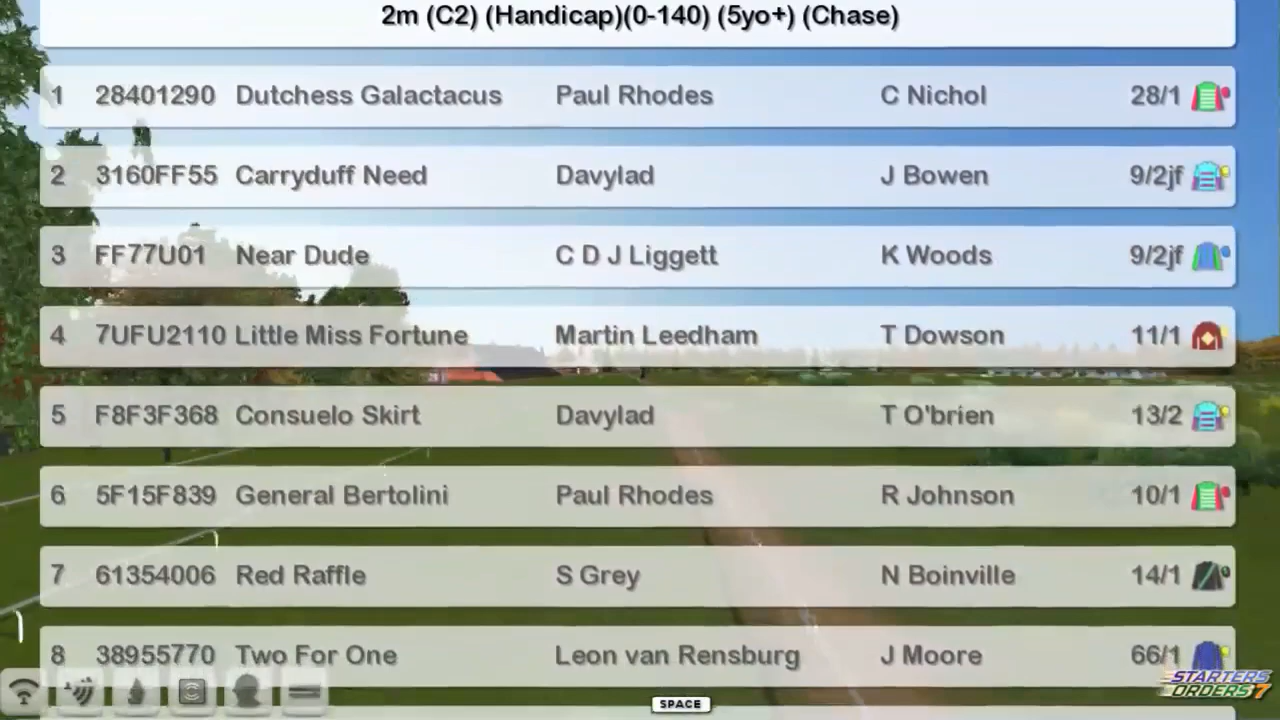 2m (C2) (Handicap)(0-140) (5yo+) (Chase)
1 28401290 Dutchess Galactacus Paul Rhodes C Nichol 28/1
2 3160FF55 Carryduff Need Davylad J Bowen 9/2jf
3 FF77U01 Near Dude C D J Liggett K Woods 9/2jf
4 7UFU2110 Little Miss Fortune Martin Leedham T Dowson 11/1
5 F8F3F368 Consuelo Skirt Davylad T O'brien 13/2
6 5F15F839 General Bertolini Paul Rhodes R Johnson 10/1
7 61354006 Red Raffle S Grey N Boinville 14/1
8 38955770 Two For One Leon van Rensburg J Moore 66/1
STARTERS
ORDERS 7
SPACE